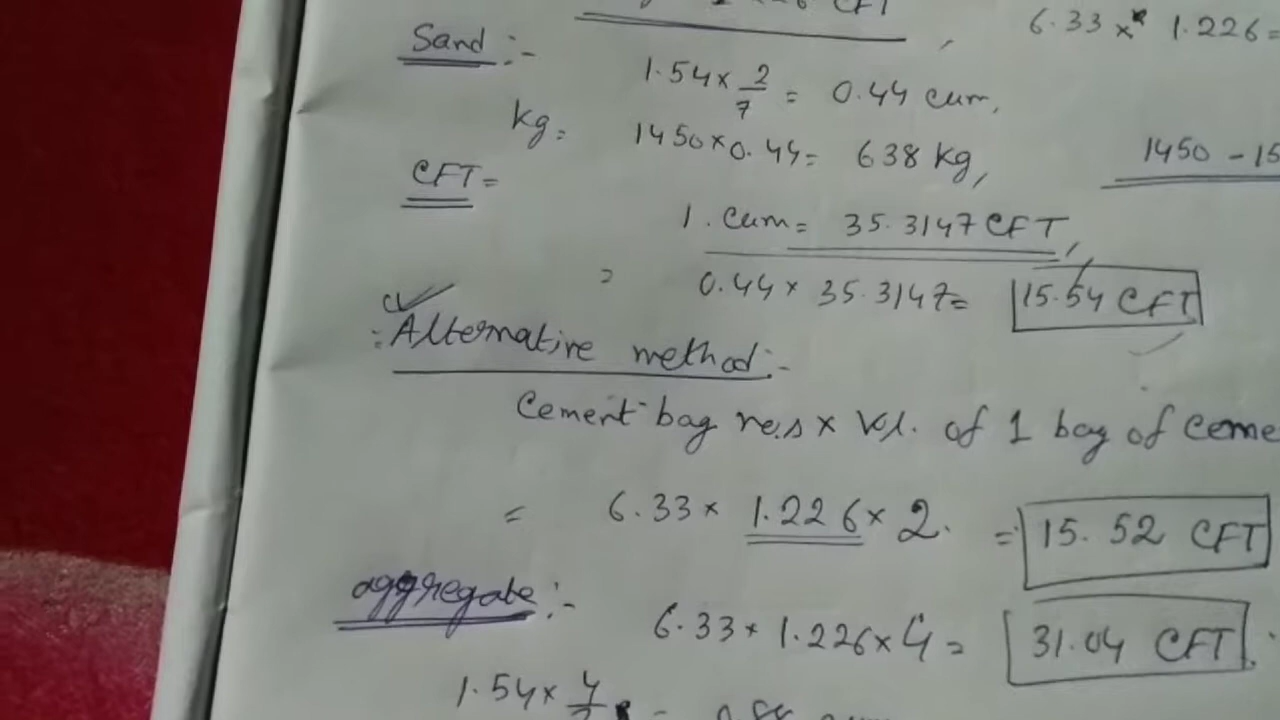 CFT
6.33 x 1.226 =
Sand :-
1.54 x 2/7 = 0.44 cum,
kg = 1450 x 0.44 = 638 kg,
1450 - 15
CFT =
1. cum = 35.3147 CFT,
= 0.44 x 35.3147 = 15.54 CFT
: Alternative method :-
Cement bag res x Vol. of 1 bag of ceme
= 6.33 x 1.226 x 2. = 15.52 CFT
aggregate :- 6.33 x 1.226 x 4 = 31.04 CFT.
1.54 x 4/